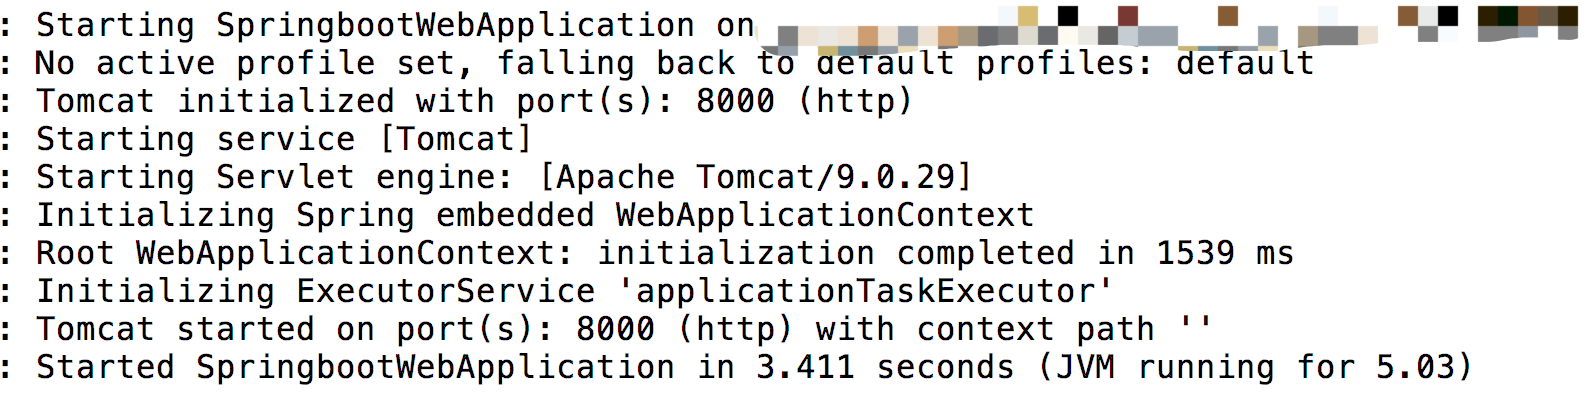 : Starting SpringbootWebApplication on
: No active profile set, falling back to default profiles: default
: Tomcat initialized with port(s): 8000 (http)
: Starting service [Tomcat]
: Starting Servlet engine: [Apache Tomcat/9.0.29]
: Initializing Spring embedded WebApplicationContext
: Root WebApplicationContext: initialization completed in 1539 ms
: Initializing ExecutorService 'applicationTaskExecutor'
: Tomcat started on port(s): 8000 (http) with context path ''
: Started SpringbootWebApplication in 3.411 seconds (JVM running for 5.03)